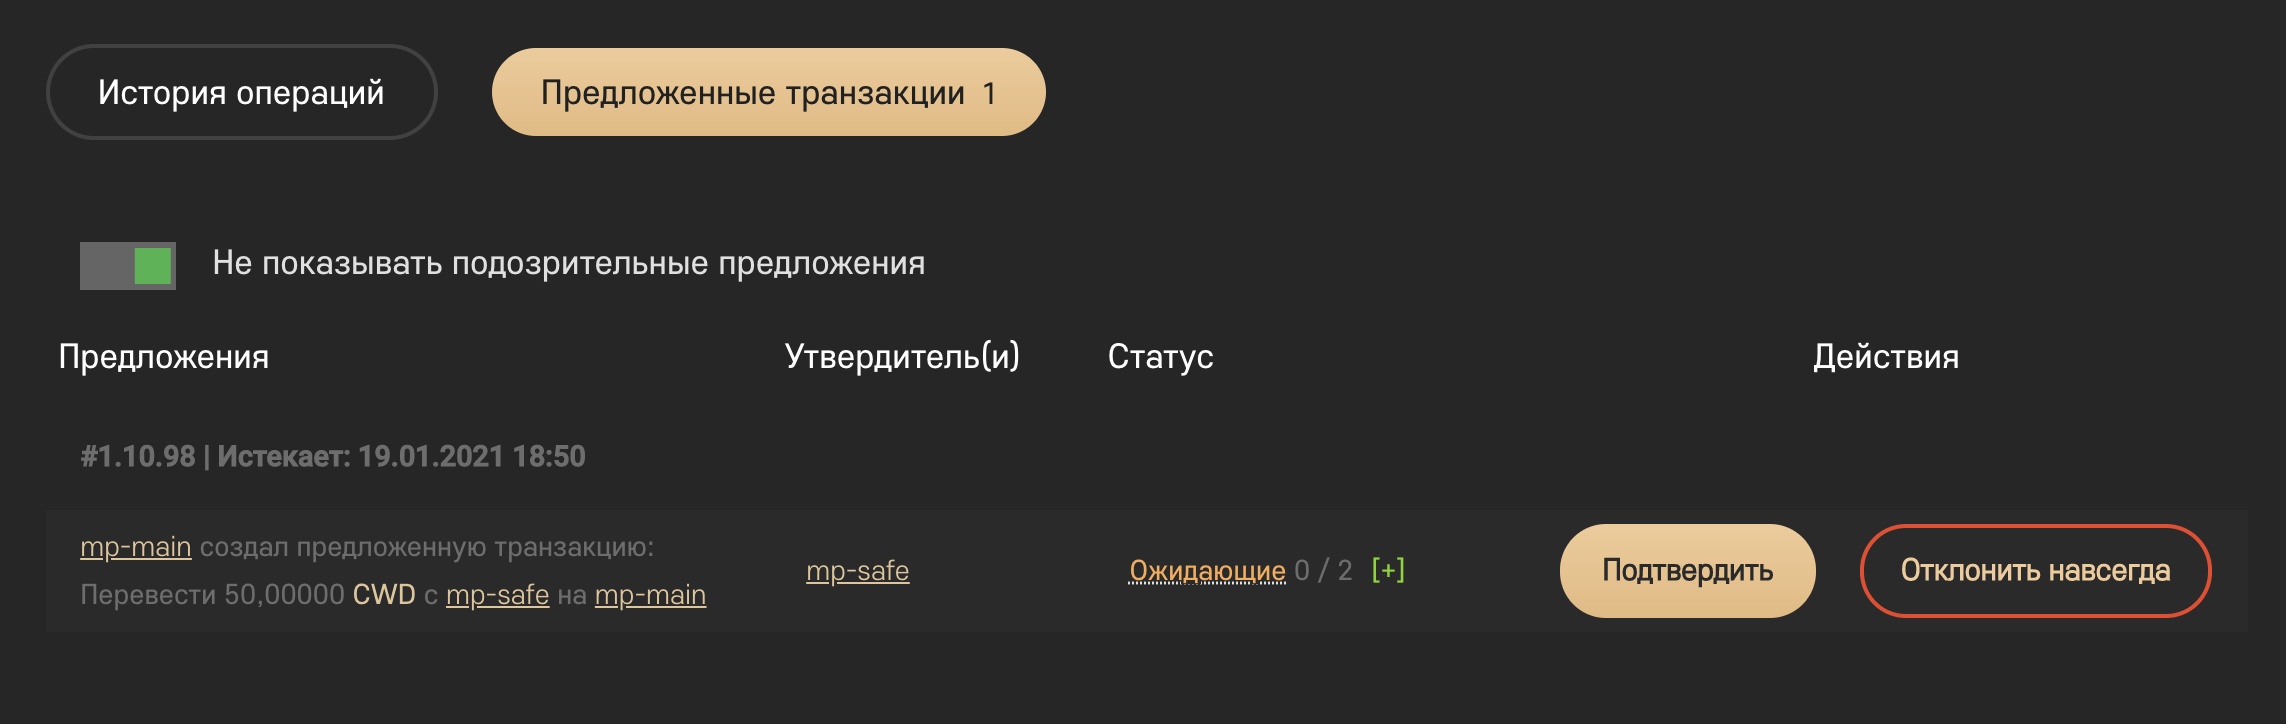 История операций
Предложенные транзакции 1
Не показывать подозрительные предложения
Предложения Утвердитель(и) Статус Действия
#1.10.98 | Истекает: 19.01.2021 18:50
mp-main создал предложенную транзакцию:
Перевести 50,00000 CWD с mp-safe на mp-main
mp-safe
Ожидающие 0 / 2 [+]
Подтвердить
Отклонить навсегда